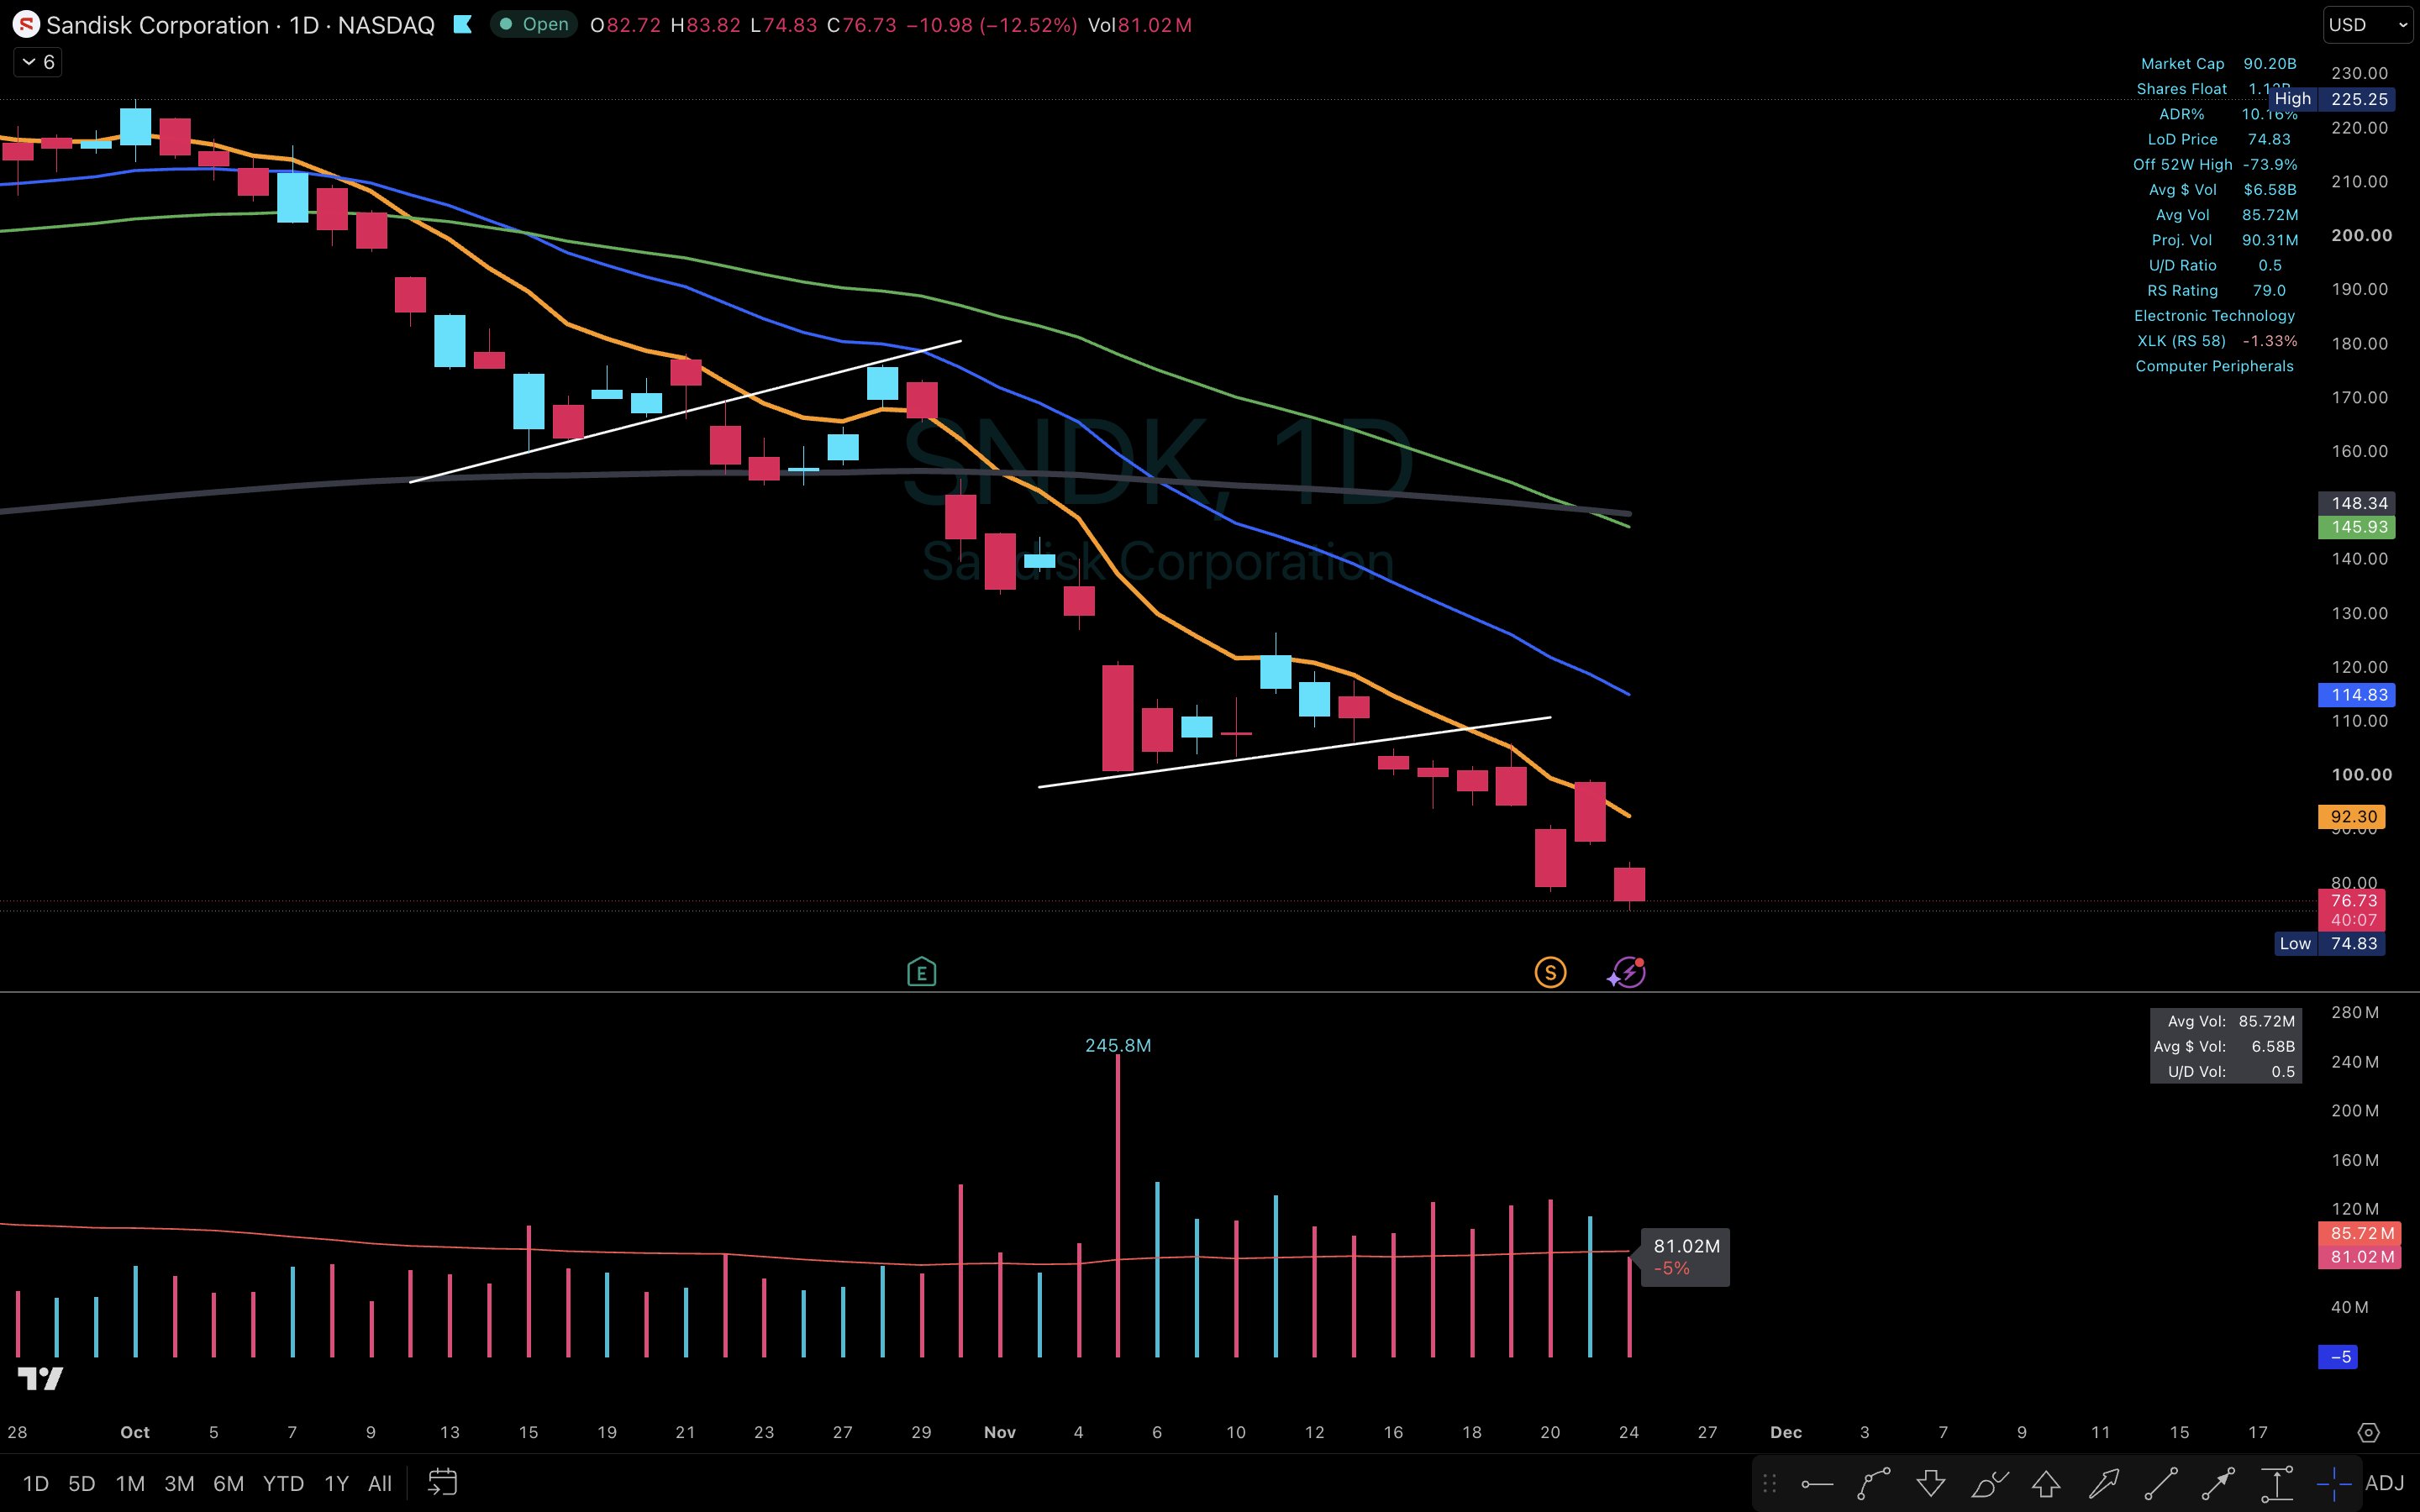 Sandisk Corporation · 1D · NASDAQ Open O82.72 H83.82 L74.83 C76.73 −10.98 (−12.52%) Vol81.02 M
USD
6
Market Cap 90.20B
Shares Float
ADR% 10.16%
LoD Price 74.83
Off 52W High -73.9%
Avg $ Vol $6.58B
Avg Vol 85.72M
Proj. Vol 90.31M
U/D Ratio 0.5
RS Rating 79.0
Electronic Technology
XLK (RS 58) -1.33%
Computer Peripherals
230.00
High 225.25
220.00
210.00
200.00
190.00
180.00
170.00
160.00
148.34
145.93
140.00
130.00
120.00
114.83
110.00
100.00
92.30
90.00
80.00
76.73
40:07
Low 74.83
SNDK, 1D
Sandisk Corporation
E
S
245.8M
Avg Vol: 85.72M
Avg $ Vol: 6.58B
U/D Vol: 0.5
280 M
240 M
200 M
160 M
120 M
85.72 M
81.02 M
40 M
−5
81.02M
-5%
28 Oct 5 7 9 13 15 19 21 23 27 29 Nov 4 6 10 12 16 18 20 24 27 Dec 3 7 9 11 15 17
1D 5D 1M 3M 6M YTD 1Y All
ADJ